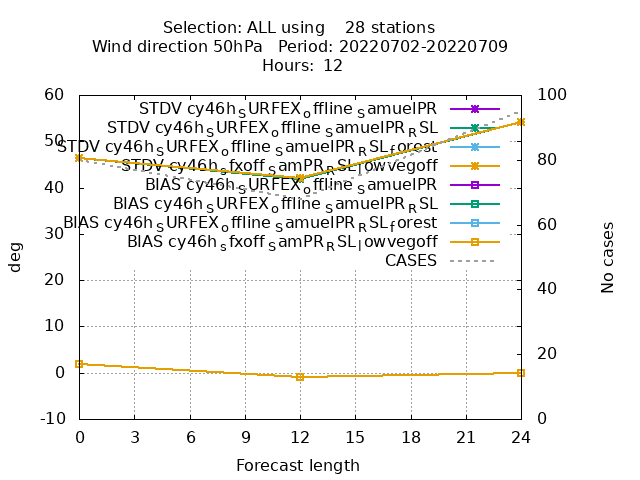 Selection: ALL using 28 stations
Wind direction 50hPa Period: 20220702-20220709
Hours: 12
60 100
STDV cy46h_SURFEX_offline_SamuelPR
STDV cy46h_SURFEX_offline_SamuelPR_RSL
50
STDV cy46h_SURFEX_offline_SamuelPR_RSL_forest
80
STDV cy46h_sfxoff_SamPR_RSL_lowvegoff
40
BIAS cy46h_SURFEX_offline_SamuelPR
BIAS cy46h_SURFEX_offline_SamuelPR_RSL
60
BIAS cy46h_SURFEX_offline_SamuelPR_RSL_forest
30
BIAS cy46h_sfxoff_SamPR_RSL_lowvegoff
CASES
deg
No cases
20
40
10
20
0
-10 0
0 3 6 9 12 15 18 21 24
Forecast length